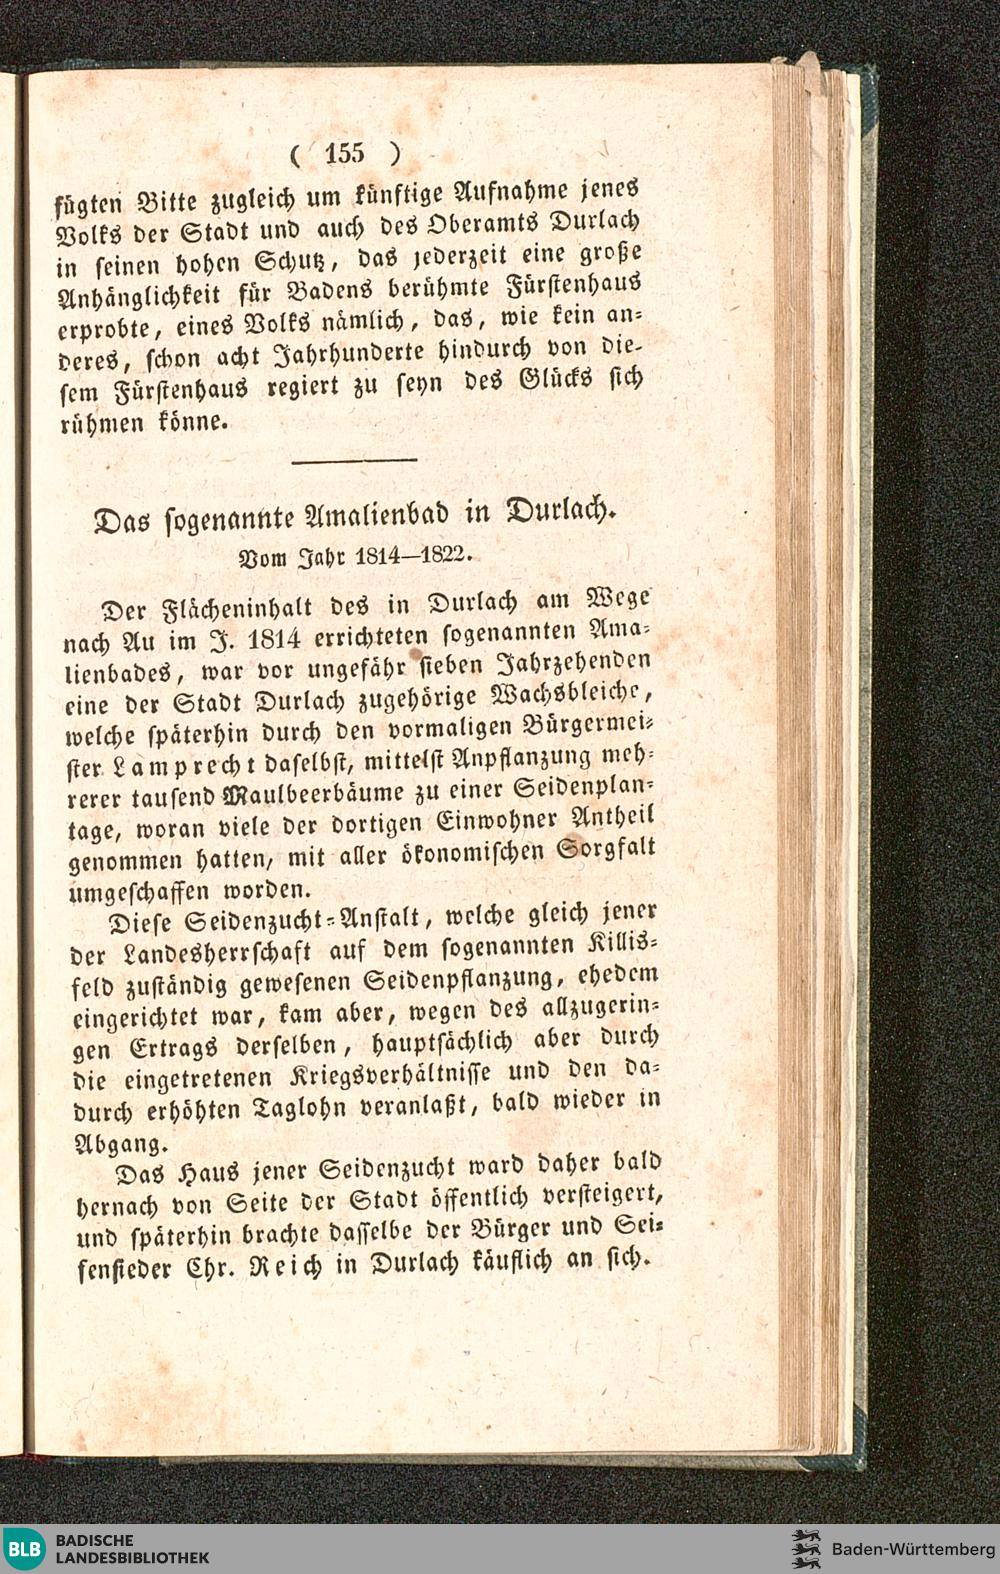 ( 155 )
fügten Bitte zugleich um künftige Aufnahme jenes
Volks der Stadt und auch des Oberamts Durlach
in seinen hohen Schutz, das jederzeit eine große
Anhänglichkeit für Badens berühmte Fürstenhaus
erprobte, eines Volks nämlich, das, wie kein an-
deres, schon acht Jahrhunderte hindurch von die-
sem Fürstenhaus regiert zu seyn des Glücks sich
rühmen könne.
Das sogenannte Amalienbad in Durlach.
Vom Jahr 1814—1822.
Der Flächeninhalt des in Durlach am Wege
nach Au im J. 1814 errichteten sogenannten Ama-
lienbades, war vor ungefähr sieben Jahrzehenden
eine der Stadt Durlach zugehörige Wachsbleiche,
welche späterhin durch den vormaligen Bürgermei-
ster Lamprecht daselbst, mittelst Anpflanzung meh-
rerer tausend Maulbeerbäume zu einer Seidenplan-
tage, woran viele der dortigen Einwohner Antheil
genommen hatten, mit aller ökonomischen Sorgfalt
umgeschaffen worden.
Diese Seidenzucht-Anstalt, welche gleich jener
der Landesherrschaft auf dem sogenannten Killis-
feld zuständig gewesenen Seidenpflanzung, ehedem
eingerichtet war, kam aber, wegen des allzugerin-
gen Ertrags derselben, hauptsächlich aber durch
die eingetretenen Kriegsverhältnisse und den da-
durch erhöhten Taglohn veranlaßt, bald wieder in
Abgang.
Das Haus jener Seidenzucht ward daher bald
hernach von Seite der Stadt öffentlich versteigert,
und späterhin brachte dasselbe der Bürger und Sei-
fensieder Chr. Reich in Durlach käuflich an sich.
BLB BADISCHE
LANDESBIBLIOTHEK
Baden-Württemberg